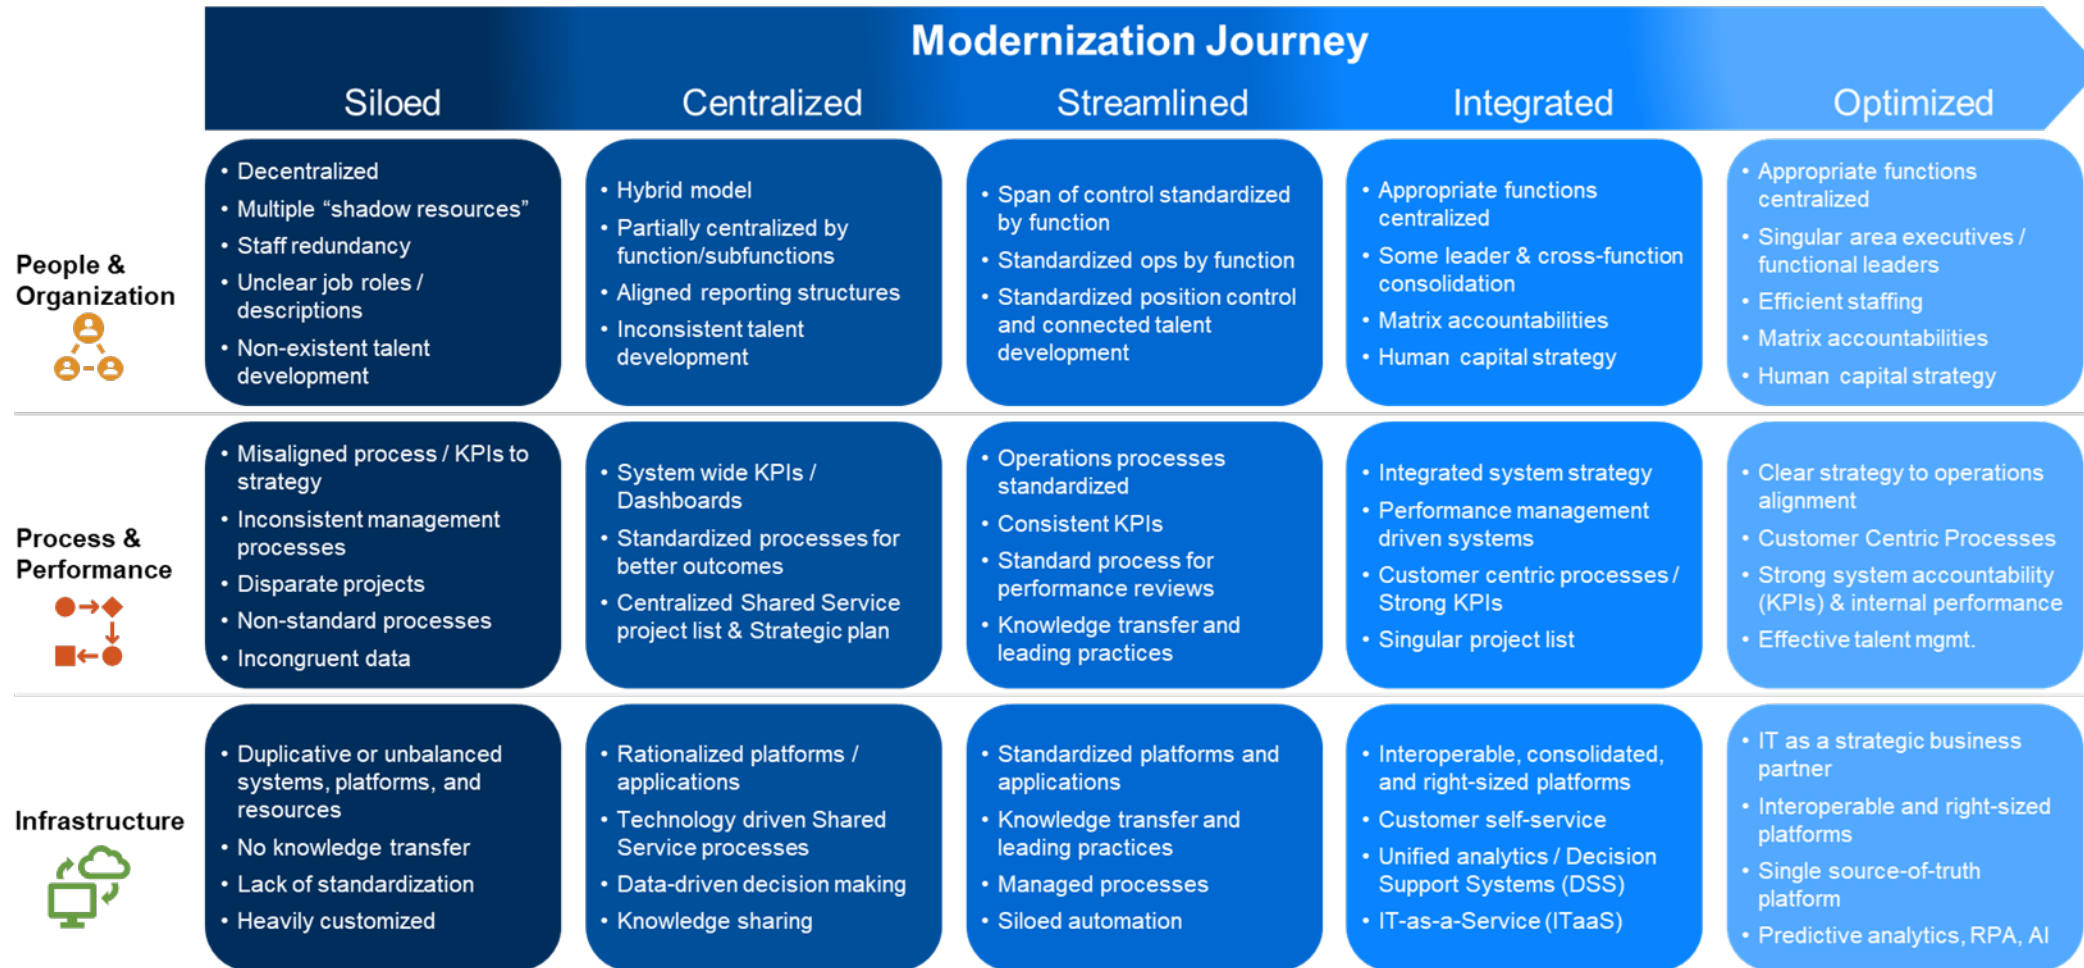 Modernization Journey
Siloed
Centralized
Streamlined
Integrated
Optimized
People &
Organization
• Decentralized
• Multiple “shadow resources”
• Staff redundancy
• Unclear job roles /
descriptions
• Non-existent talent
development
• Hybrid model
• Partially centralized by
function/subfunctions
• Aligned reporting structures
• Inconsistent talent
development
• Span of control standardized
by function
• Standardized ops by function
• Standardized position control
and connected talent
development
• Appropriate functions
centralized
• Some leader & cross-function
consolidation
• Matrix accountabilities
• Human capital strategy
• Appropriate functions
centralized
• Singular area executives /
functional leaders
• Efficient staffing
• Matrix accountabilities
• Human capital strategy
Process &
Performance
• Misaligned process / KPIs to
strategy
• Inconsistent management
processes
• Disparate projects
• Non-standard processes
• Incongruent data
• System wide KPIs /
Dashboards
• Standardized processes for
better outcomes
• Centralized Shared Service
project list & Strategic plan
• Operations processes
standardized
• Consistent KPIs
• Standard process for
performance reviews
• Knowledge transfer and
leading practices
• Integrated system strategy
• Performance management
driven systems
• Customer centric processes /
Strong KPIs
• Singular project list
• Clear strategy to operations
alignment
• Customer Centric Processes
• Strong system accountability
(KPIs) & internal performance
• Effective talent mgmt.
Infrastructure
• Duplicative or unbalanced
systems, platforms, and
resources
• No knowledge transfer
• Lack of standardization
• Heavily customized
• Rationalized platforms /
applications
• Technology driven Shared
Service processes
• Data-driven decision making
• Knowledge sharing
• Standardized platforms and
applications
• Knowledge transfer and
leading practices
• Managed processes
• Siloed automation
• Interoperable, consolidated,
and right-sized platforms
• Customer self-service
• Unified analytics / Decision
Support Systems (DSS)
• IT-as-a-Service (ITaaS)
• IT as a strategic business
partner
• Interoperable and right-sized
platforms
• Single source-of-truth
platform
• Predictive analytics, RPA, AI